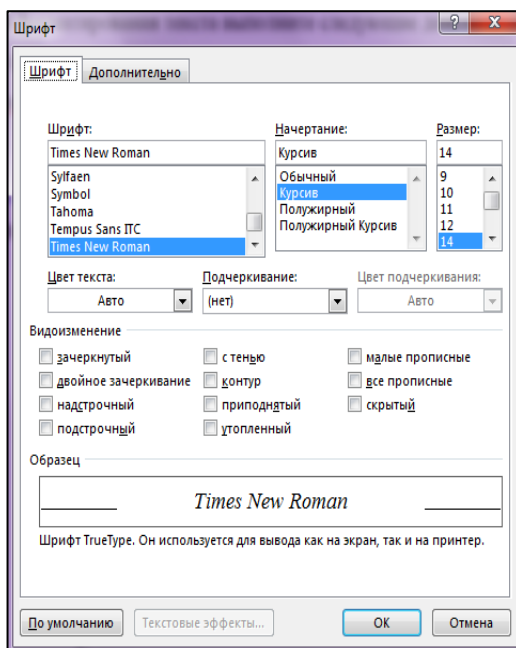 Шрифт
? X
Шрифт Дополнительно
Шрифт: Начертание: Размер:
Times New Roman Курсив 14
Sylfaen Обычный 9
Symbol Курсив 10
Tahoma Полужирный 11
Tempus Sans ITC Полужирный Курсив 12
Times New Roman 14
Цвет текста: Подчеркивание: Цвет подчеркивания:
Авто (нет) Авто
Видоизменение
зачеркнутый с тенью малые прописные
двойное зачеркивание контур все прописные
надстрочный приподнятый скрытый
подстрочный утопленный
Образец
Times New Roman
Шрифт TrueType. Он используется для вывода как на экран, так и на принтер.
По умолчанию Текстовые эффекты... ОК Отмена